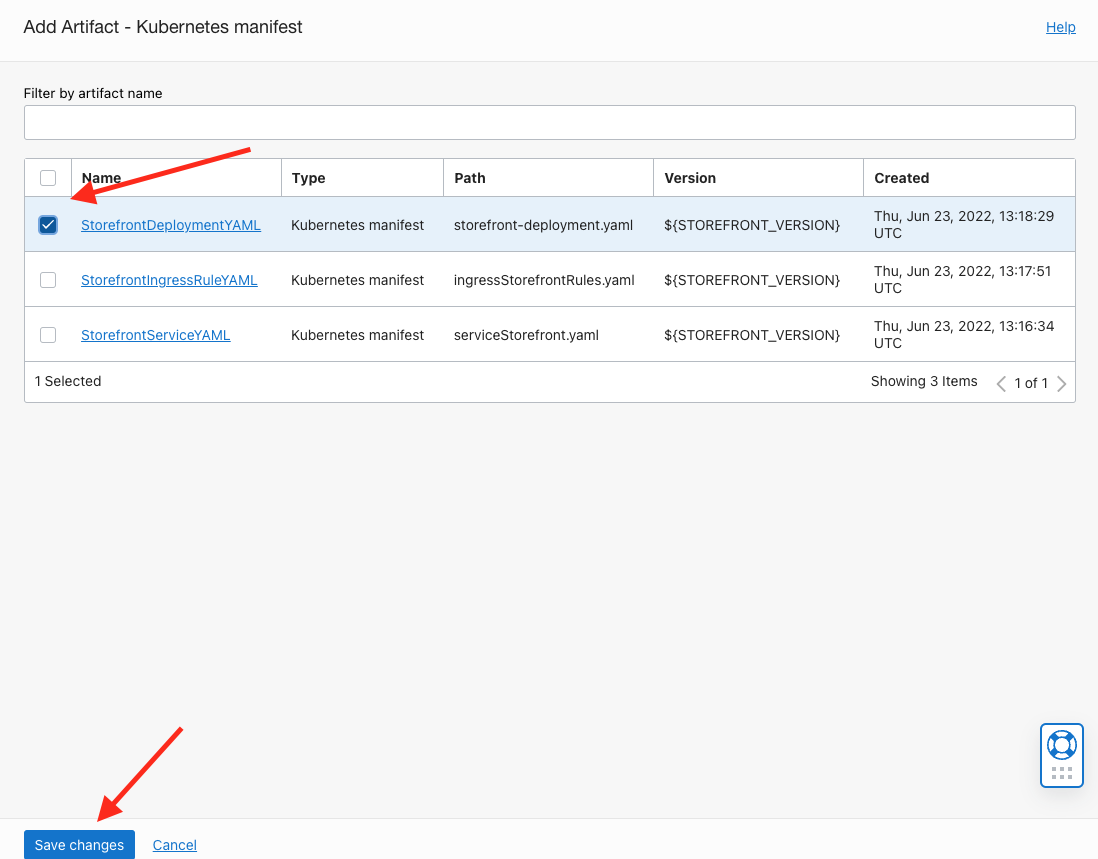 Add Artifact - Kubernetes manifest
Help
Filter by artifact name
Name Type Path Version Created
StorefrontDeploymentYAML Kubernetes manifest storefront-deployment.yaml ${STOREFRONT_VERSION} Thu, Jun 23, 2022, 13:18:29
UTC
StorefrontIngressRuleYAML Kubernetes manifest ingressStorefrontRules.yaml ${STOREFRONT_VERSION} Thu, Jun 23, 2022, 13:17:51
UTC
StorefrontServiceYAML Kubernetes manifest serviceStorefront.yaml ${STOREFRONT_VERSION} Thu, Jun 23, 2022, 13:16:34
UTC
1 Selected Showing 3 Items 1 of 1
Save changes Cancel